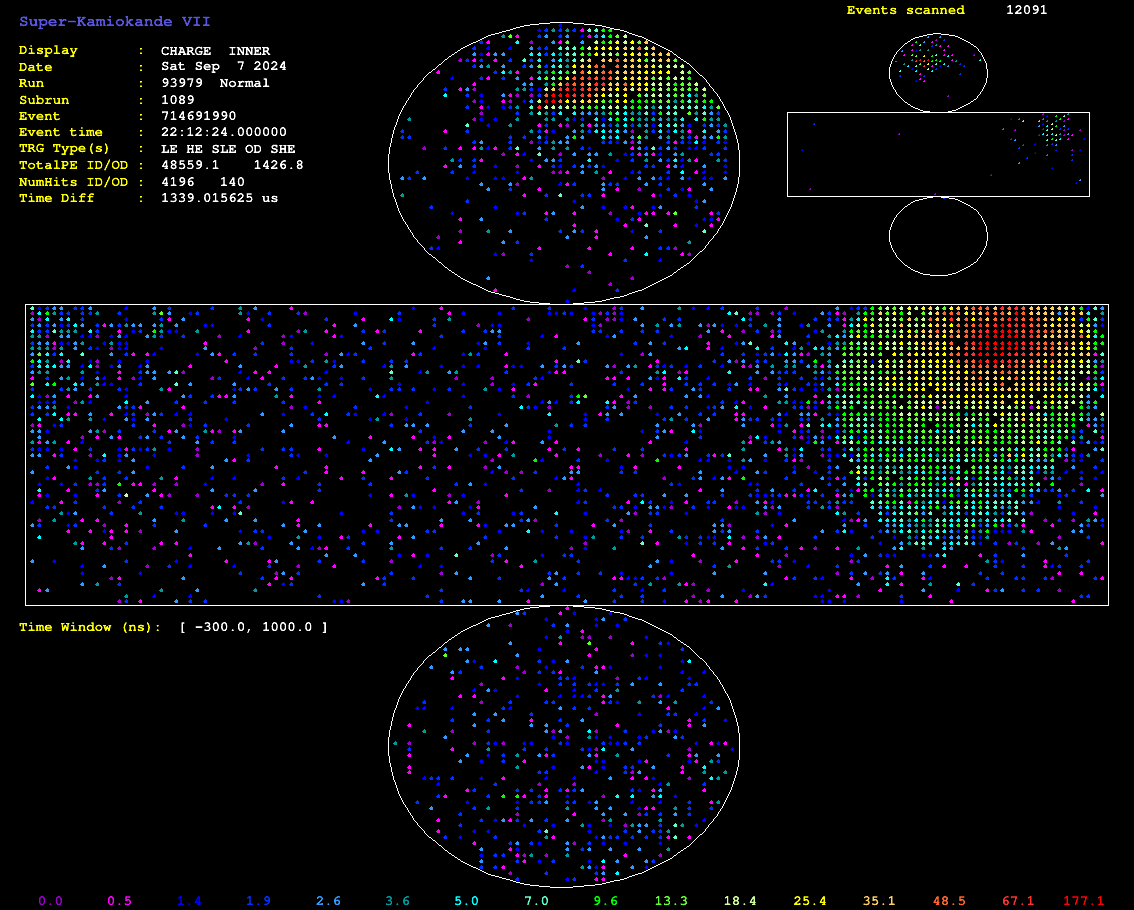 Super-Kamiokande VII
Display : CHARGE INNER
Date : Sat Sep 7 2024
Run : 93979 Normal
Subrun : 1089
Event : 714691990
Event time : 22:12:24.000000
TRG Type(s) : LE HE SLE OD SHE
TotalPE ID/OD : 48559.1 1426.8
NumHits ID/OD : 4196 140
Time Diff : 1339.015625 us
Events scanned 12091
Time Window (ns): [ -300.0, 1000.0 ]
0.0 0.5 1.4 1.9 2.6 3.6 5.0 7.0 9.6 13.3 18.4 25.4 35.1 48.5 67.1 177.1